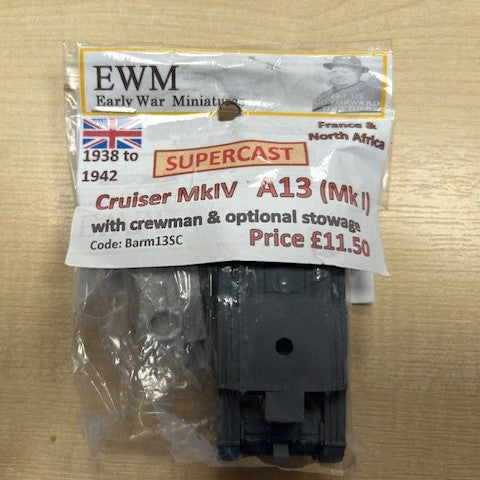 EWM
Early War Miniatures
France &
North Africa
1938 to
1942
SUPERCAST
Cruiser MkIV A13 (Mk I)
with crewman & optional stowage
Code: Barm13SC
Price £11.50